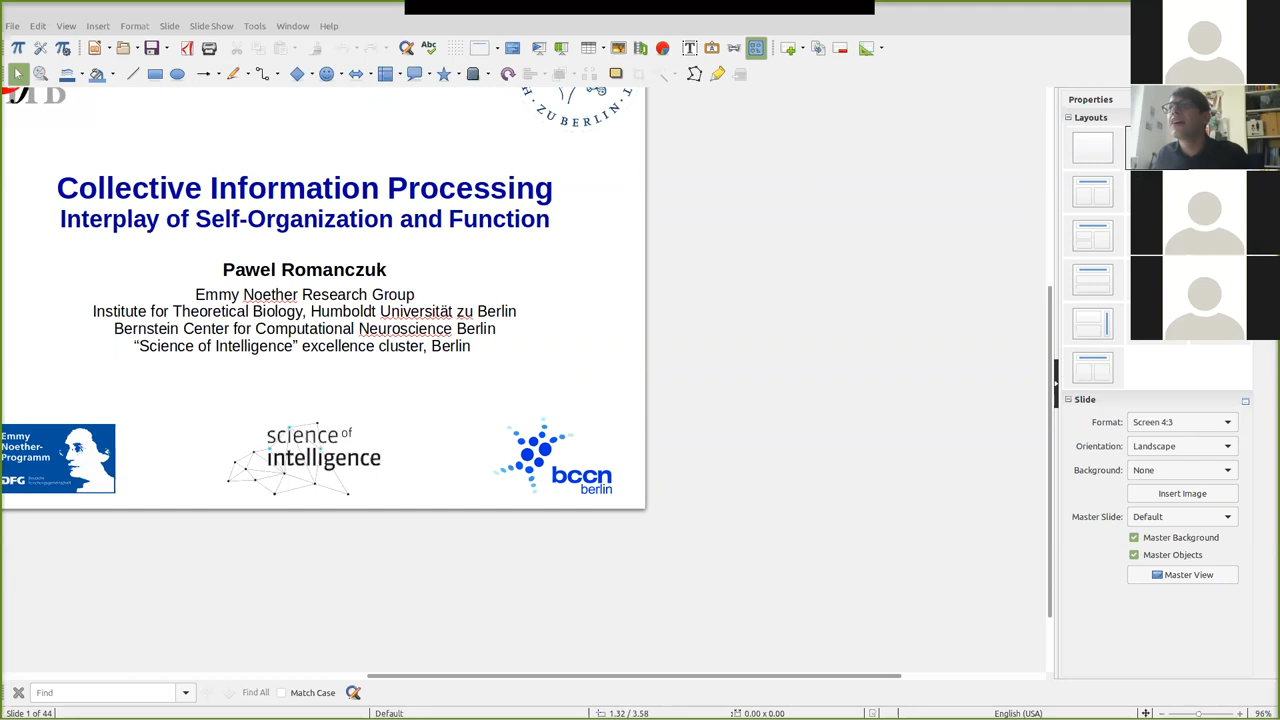 File Edit View Insert Format Slide Slide Show Tools Window Help
Abc
T
ITB
ZU BERLIN
Collective Information Processing
Interplay of Self-Organization and Function
Pawel Romanczuk
Emmy Noether Research Group
Institute for Theoretical Biology, Humboldt Universität zu Berlin
Bernstein Center for Computational Neuroscience Berlin
“Science of Intelligence” excellence cluster, Berlin
Emmy
Noether-
Programm
DFG
science of
intelligence
bccn
berlin
Properties
Layouts
Slide
Format: Screen 4:3
Orientation: Landscape
Background: None
Insert Image
Master Slide: Default
Master Background
Master Objects
Master View
Find
Find All
Match Case
Slide 1 of 44
Default
1.32 / 3.58
0.00 x 0.00
English (USA)
96%